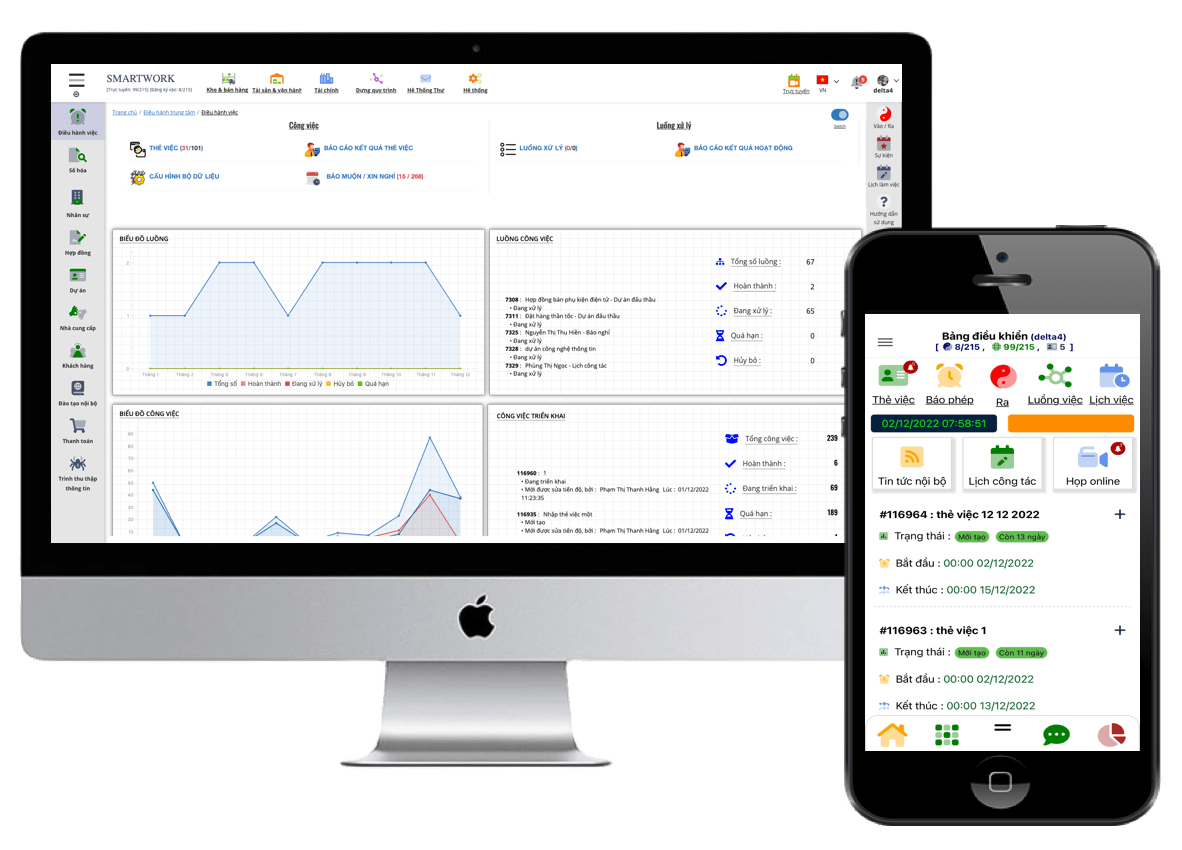 SMARTWORK
[Trực tuyến: 99/215] [Đăng ký vào: 8/215]
Kho & bán hàng
Tài sản & vận hành
Tài chính
Dựng quy trình
Hệ Thống Thư
Hệ thống
Trực tuyến
VN
delta4
Trang chủ / Điều hành trung tâm / Điều hành việc
Switch
Điều hành việc
Số hóa
Nhân sự
Hợp đồng
Dự án
Nhà cung cấp
Khách hàng
Đào tạo nội bộ
Thanh toán
Trình thu thập
thông tin
Công việc
THẺ VIỆC (31/101)
BÁO CÁO KẾT QUẢ THẺ VIỆC
CẤU HÌNH BỘ DỮ LIỆU
BÁO MUỘN / XIN NGHỈ (15 / 268)
Luồng xử lý
LUỒNG XỬ LÝ (0/0)
BÁO CÁO KẾT QUẢ HOẠT ĐỘNG
Vào / Ra
Sự kiện
Lịch làm việc
Hướng dẫn
sử dụng
BIỂU ĐỒ LUỒNG
2
1
0
Tháng 1 Tháng 2 Tháng 5 Tháng 6 Tháng 7 Tháng 8 Tháng 9 Tháng 10 Tháng 11 Tháng 12
Tổng số Hoàn thành Đang xử lý Hủy bỏ Quá hạn
LUỒNG CÔNG VIỆC
7308 : Hợp đồng bán phụ kiện điện tử - Dự án đấu thầu
• Đang xử lý
7311 : Đặt hàng thần tốc - Dự án đấu thầu
• Đang xử lý
7325 : Nguyễn Thị Thu Hiền - Báo nghỉ
• Đang xử lý
7328 : dự án công nghệ thông tin
• Đang xử lý
7329 : Phùng Thị Ngọc - Lịch công tác
• Đang xử lý
Tổng số luồng : 67
Hoàn thành : 2
Đang xử lý : 65
Quá hạn : 0
Hủy bỏ : 0
BIỂU ĐỒ CÔNG VIỆC
90
80
70
60
50
40
30
20
10
CÔNG VIỆC TRIỂN KHAI
116960 : 1
• Đang triển khai
• Mới được sửa tiến độ, bởi : Phạm Thị Thanh Hằng Lúc : 01/12/2022
11:23:35
116935 : Nhập thẻ việc một
• Mới tạo
• Mới được sửa tiến độ, bởi : Phạm Thị Thanh Hằng Lúc : 01/12/2022
Tổng công việc : 239
Hoàn thành : 6
Đang triển khai : 69
Quá hạn : 189
Bảng điều khiển (delta4)
[ 8/215 , 99/215 , 5 ]
Thẻ việc
Báo phép
Ra
Luồng việc
Lịch việc
02/12/2022 07:58:51
Tin tức nội bộ
Lịch công tác
Họp online
#116964 : thẻ việc 12 12 2022 +
Trạng thái : Mới tạo Còn 13 ngày
Bắt đầu : 00:00 02/12/2022
Kết thúc : 00:00 15/12/2022
#116963 : thẻ việc 1 +
Trạng thái : Mới tạo Còn 11 ngày
Bắt đầu : 00:00 02/12/2022
Kết thúc : 00:00 13/12/2022